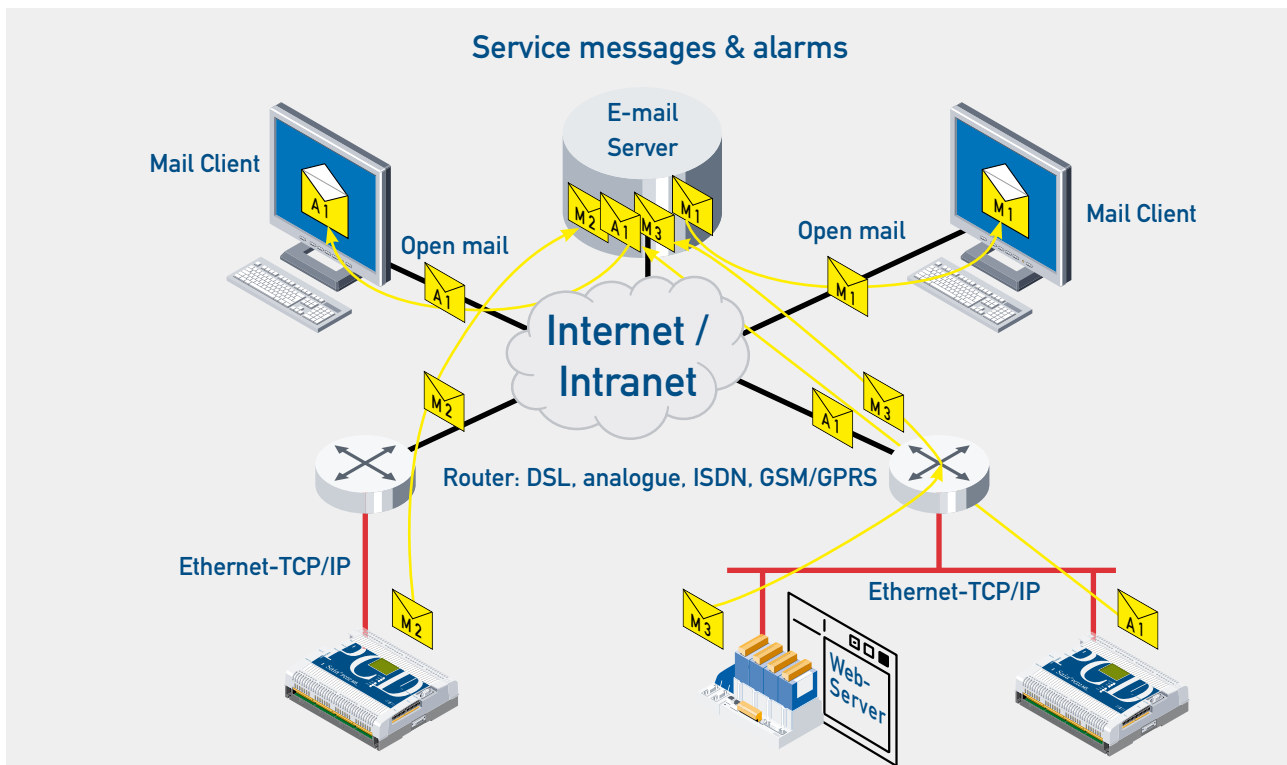 Service messages & alarms
E-mail
Server
Mail Client
A1
M2
A1
M3
M1
M1
Mail Client
Open mail
Open mail
A1
M1
Internet /
Intranet
M2
A1
M3
Router: DSL, analogue, ISDN, GSM/GPRS
Ethernet-TCP/IP
Ethernet-TCP/IP
M2
M3
A1
PCD
Web-
Server
PCD